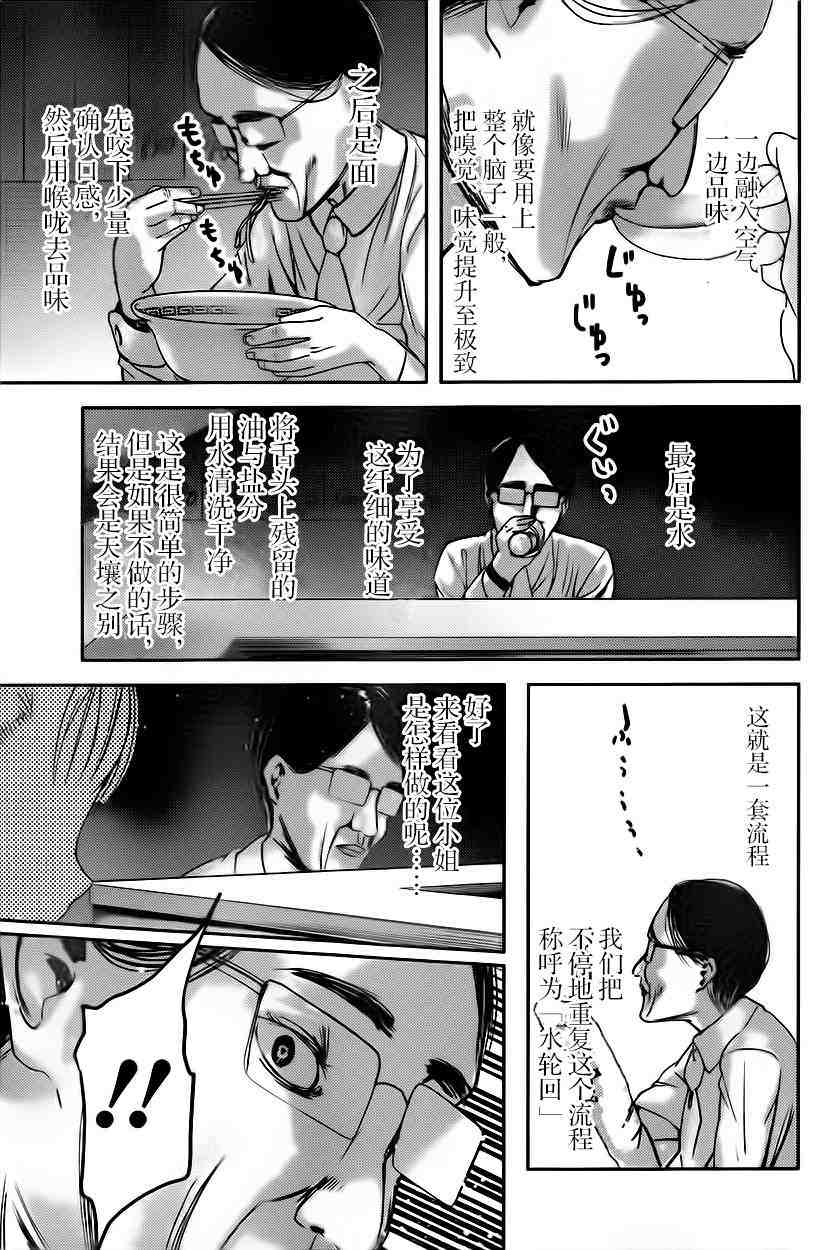 一边融入空气
一边品味
就像要用上
整个脑子一般，
把嗅觉、味觉提升至极致
じゅっ
じゅっ
之后是面
もちゅ
もちゅ
先咬下少量
确认口感，
然后用喉咙去品味
最后是水
ぐいっ
为了享受
这纤细的味道
将舌头上残留的
油与盐分
用水清洗干净
这是很简单的步骤，
但是如果不做的话，
结果会是天壤之别
这就是一套流程
ふぅ……
我们把
不停地重复这个流程
称呼为「水轮回」
好了
来看看这位小姐
是怎样做的呢……
!!